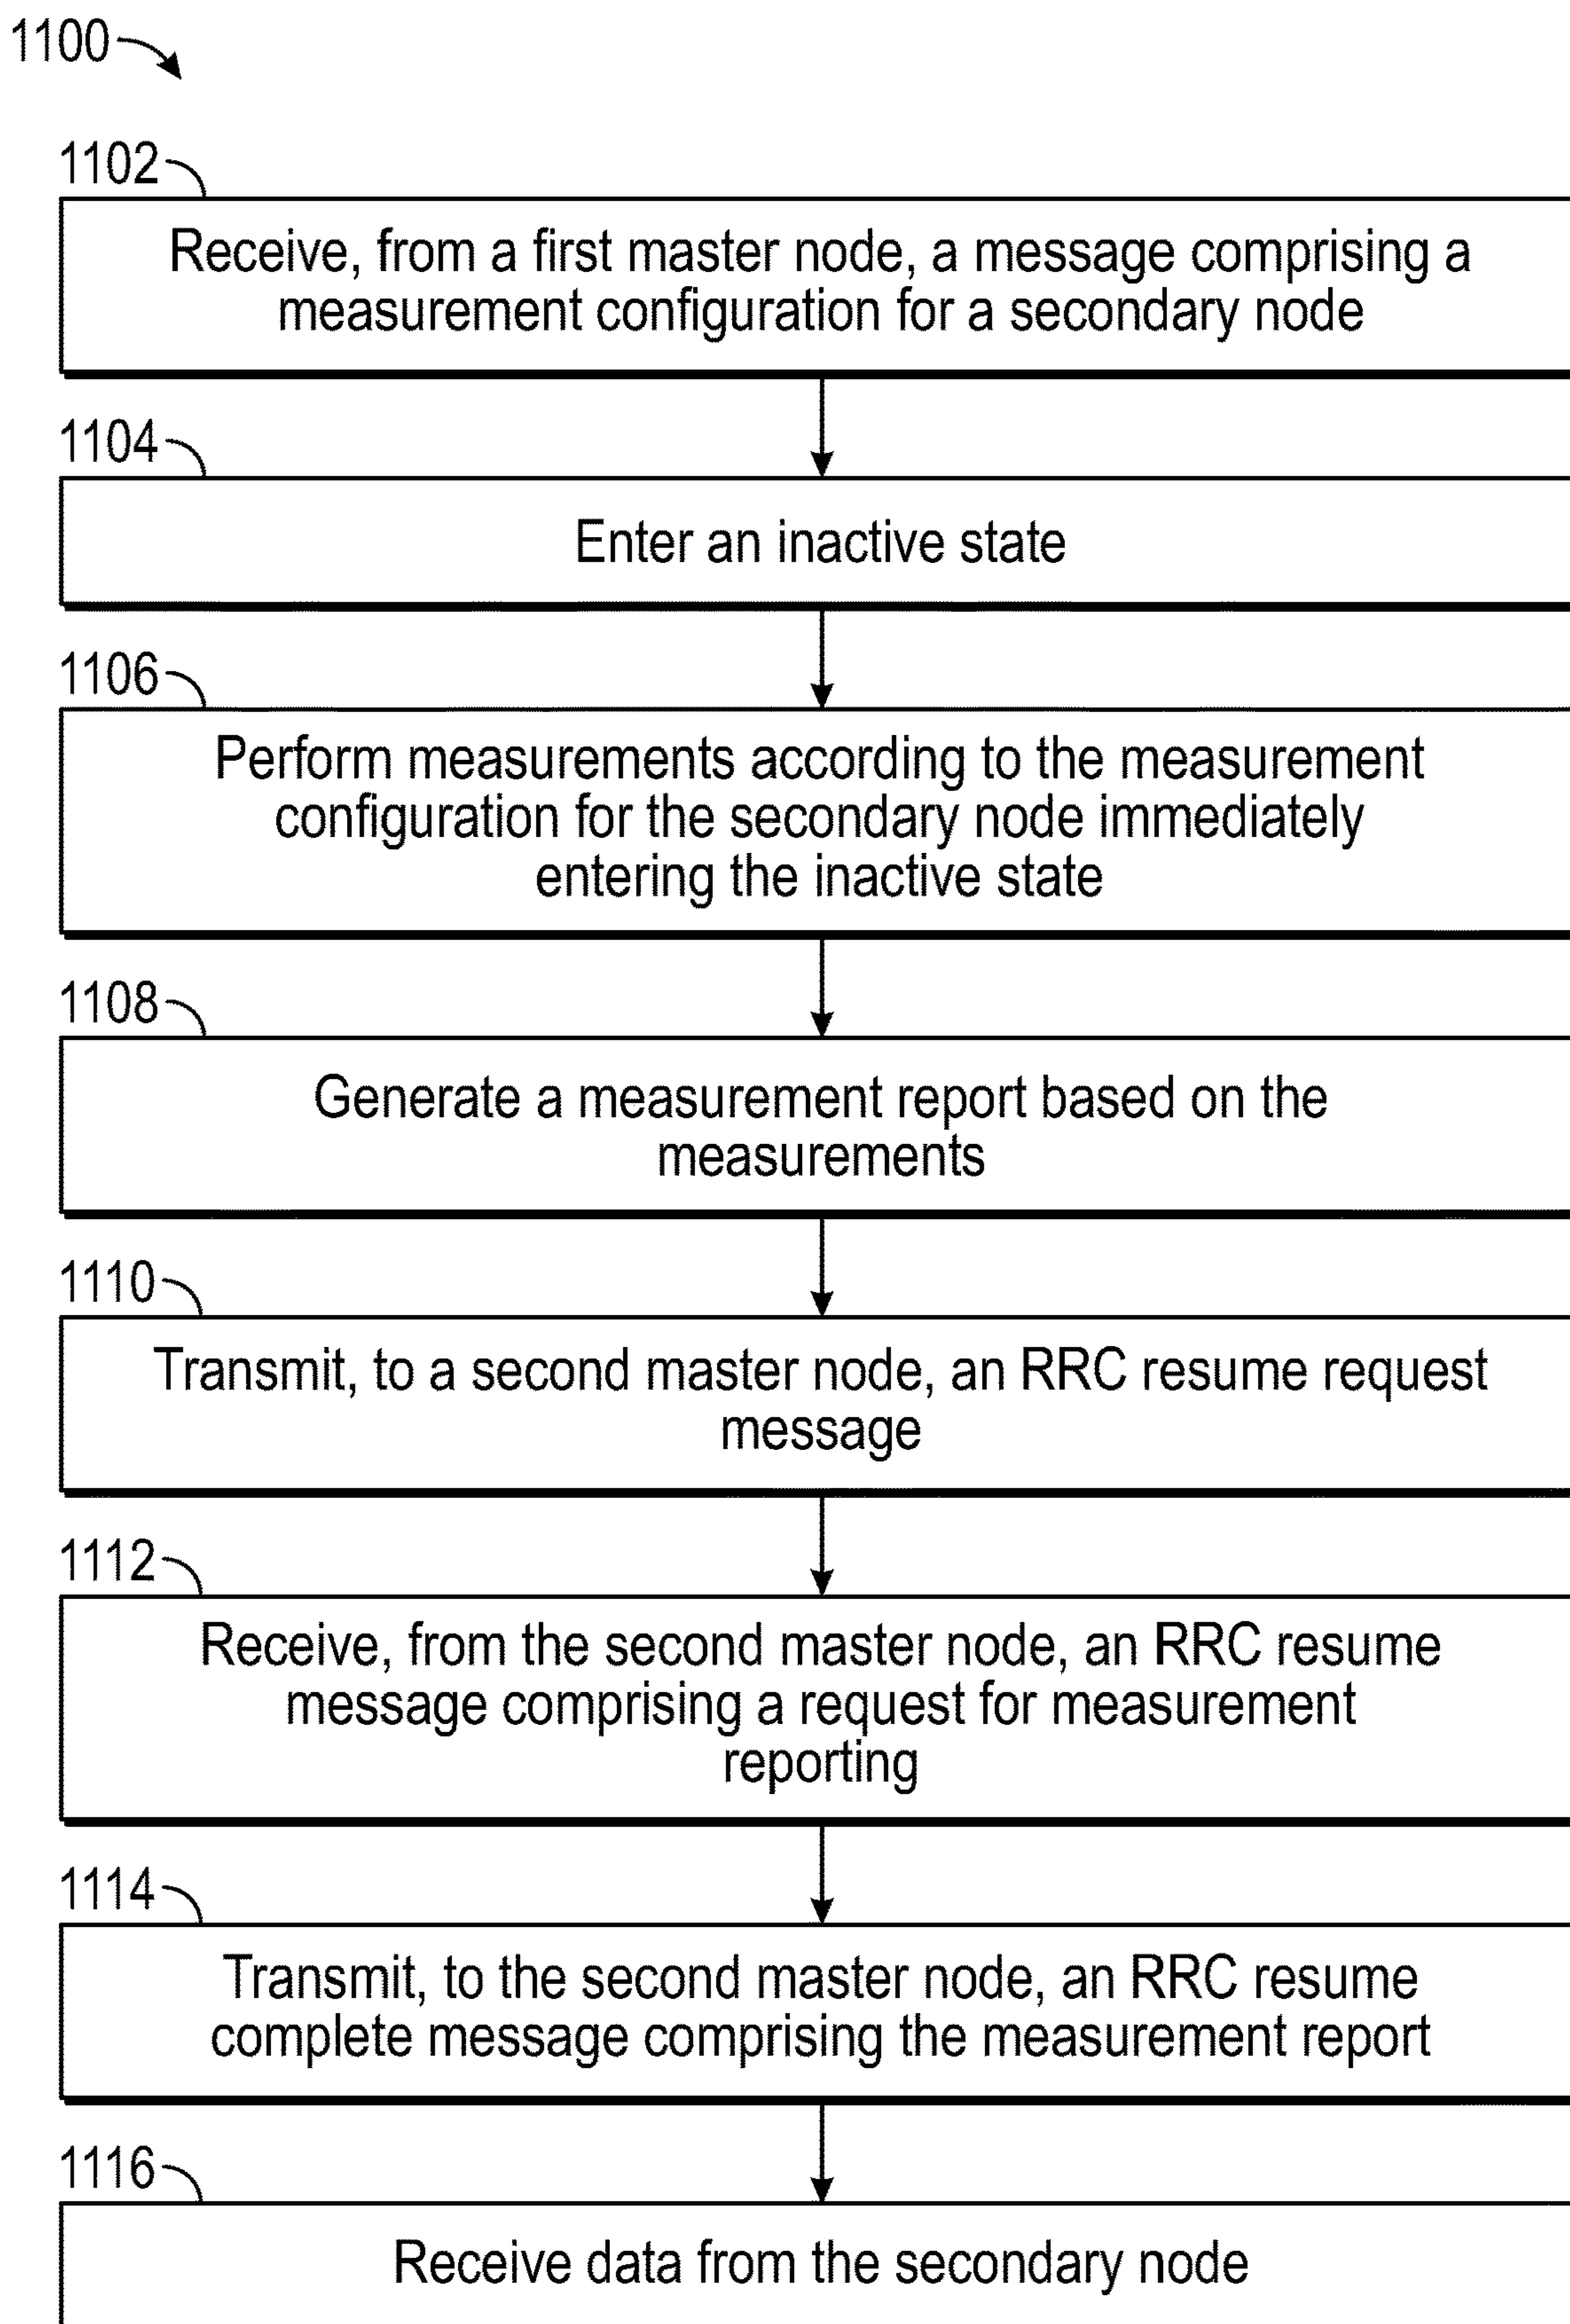 1100
1102
Receive, from a first master node, a message comprising a
measurement configuration for a secondary node
1104
Enter an inactive state
1106
Perform measurements according to the measurement
configuration for the secondary node immediately
entering the inactive state
1108
Generate a measurement report based on the
measurements
1110
Transmit, to a second master node, an RRC resume request
message
1112
Receive, from the second master node, an RRC resume
message comprising a request for measurement
reporting
1114
Transmit, to the second master node, an RRC resume
complete message comprising the measurement report
1116
Receive data from the secondary node